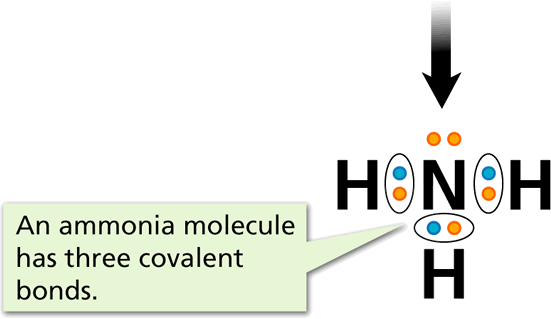 H N H
An ammonia molecule
has three covalent
bonds.
H